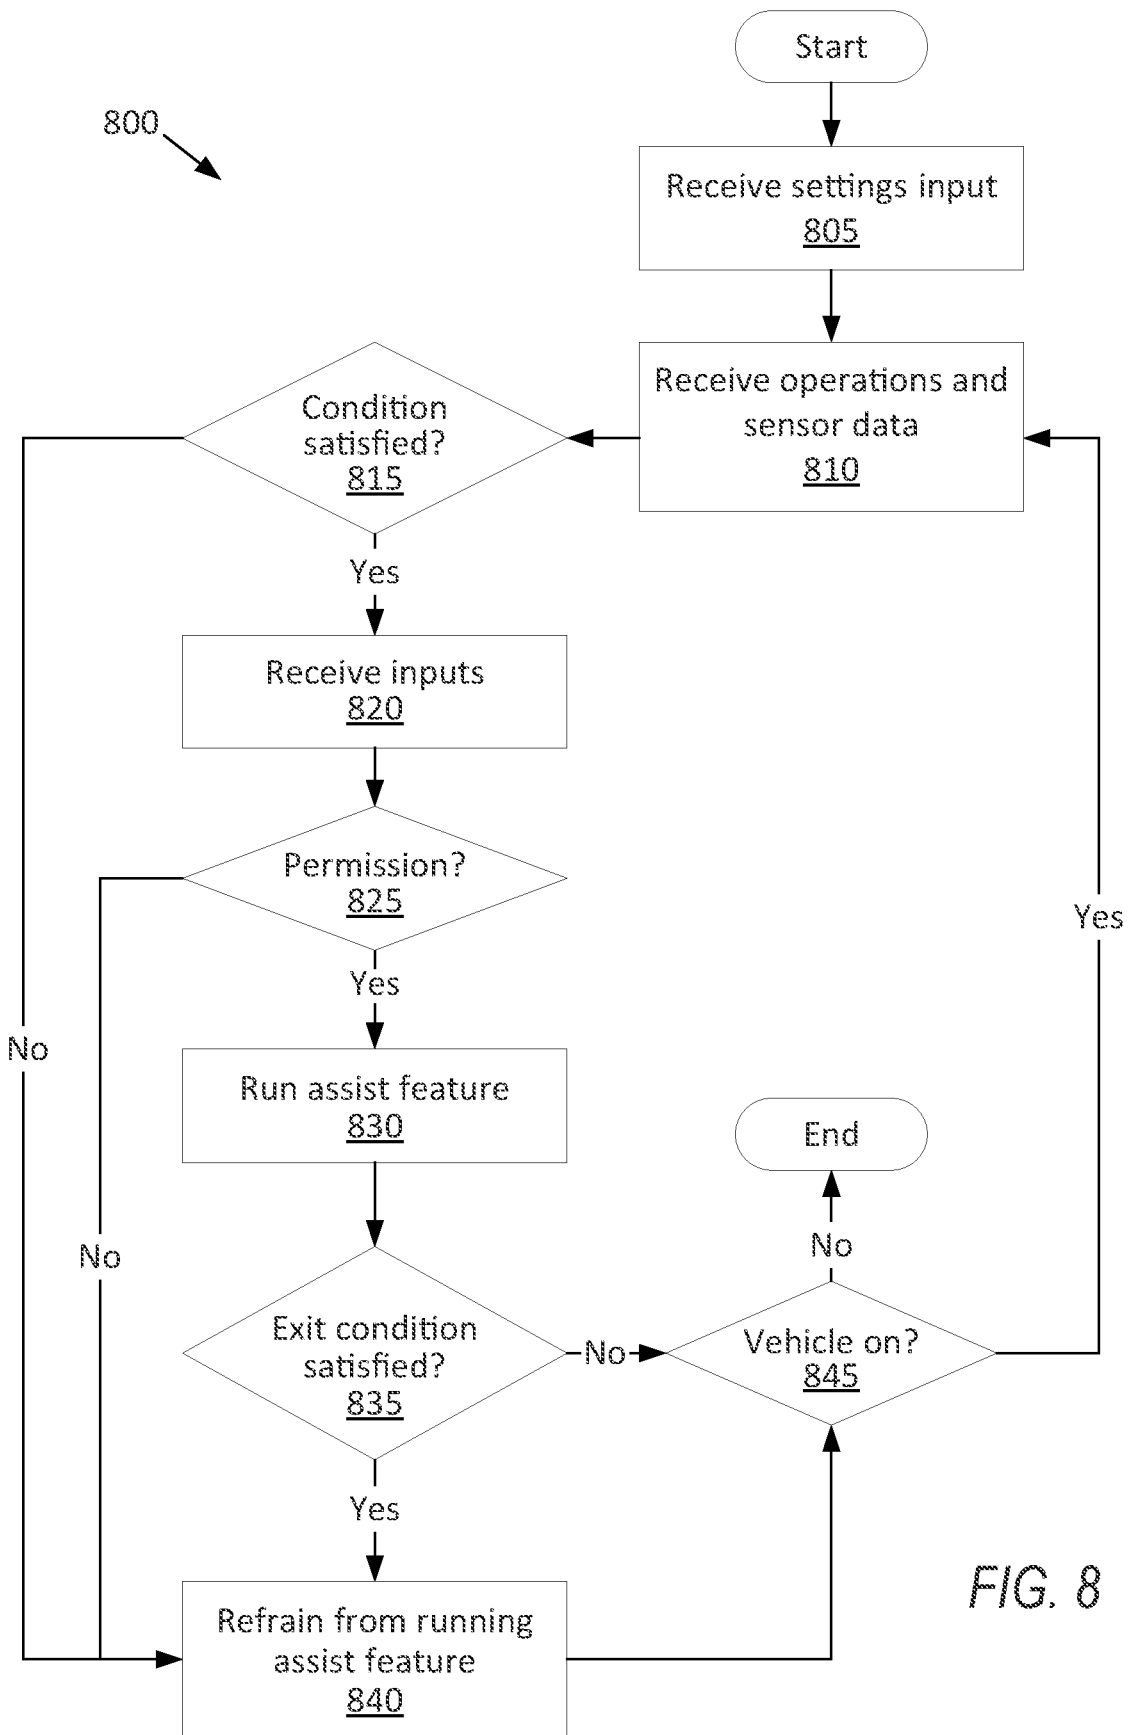 Start
800
Receive settings input
805
Receive operations and
sensor data
810
Condition
satisfied?
815
Yes
Receive inputs
820
Permission?
825
Yes
Yes
No
Run assist feature
830
End
No
No
Exit condition
satisfied?
835
No
Vehicle on?
845
Yes
FIG. 8
Refrain from running
assist feature
840